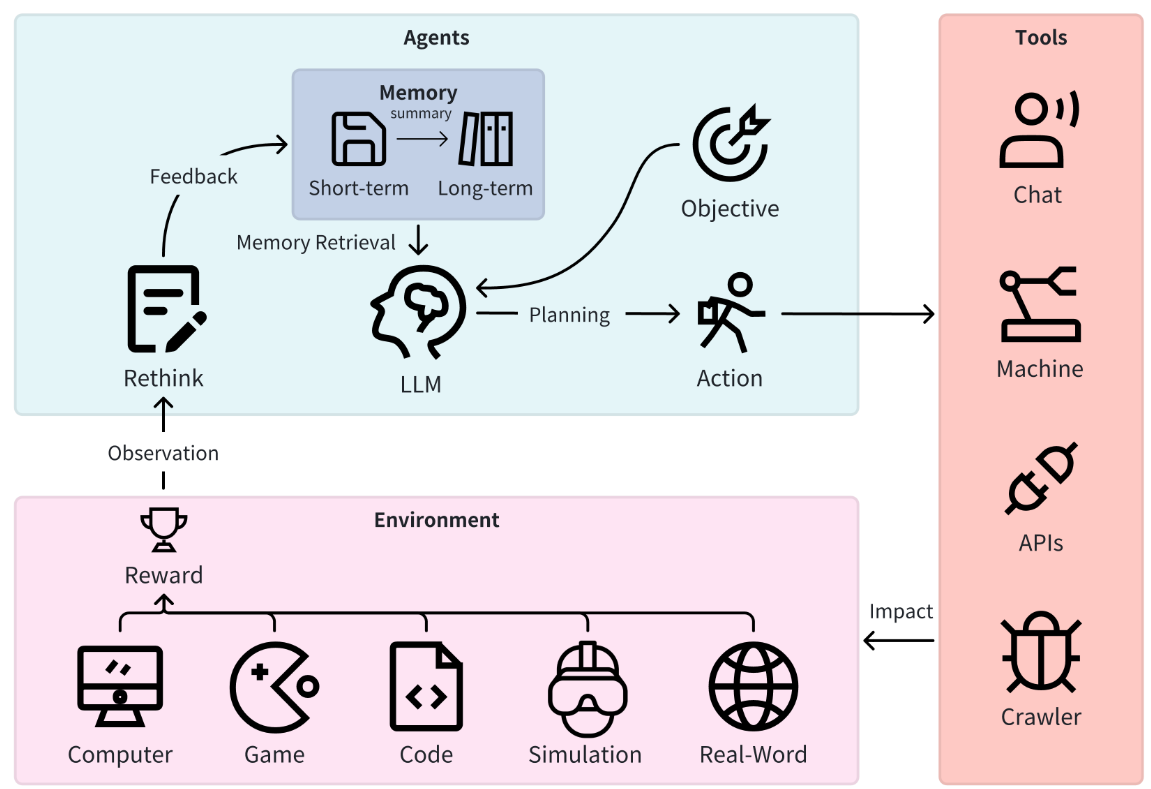 Agents
Memory
summary
Short-term
Long-term
Feedback
Memory Retrieval
Objective
Planning
Rethink
LLM
Action
Observation
Tools
Chat
Machine
APIs
Crawler
Impact
Environment
Reward
Computer
Game
Code
Simulation
Real-Word